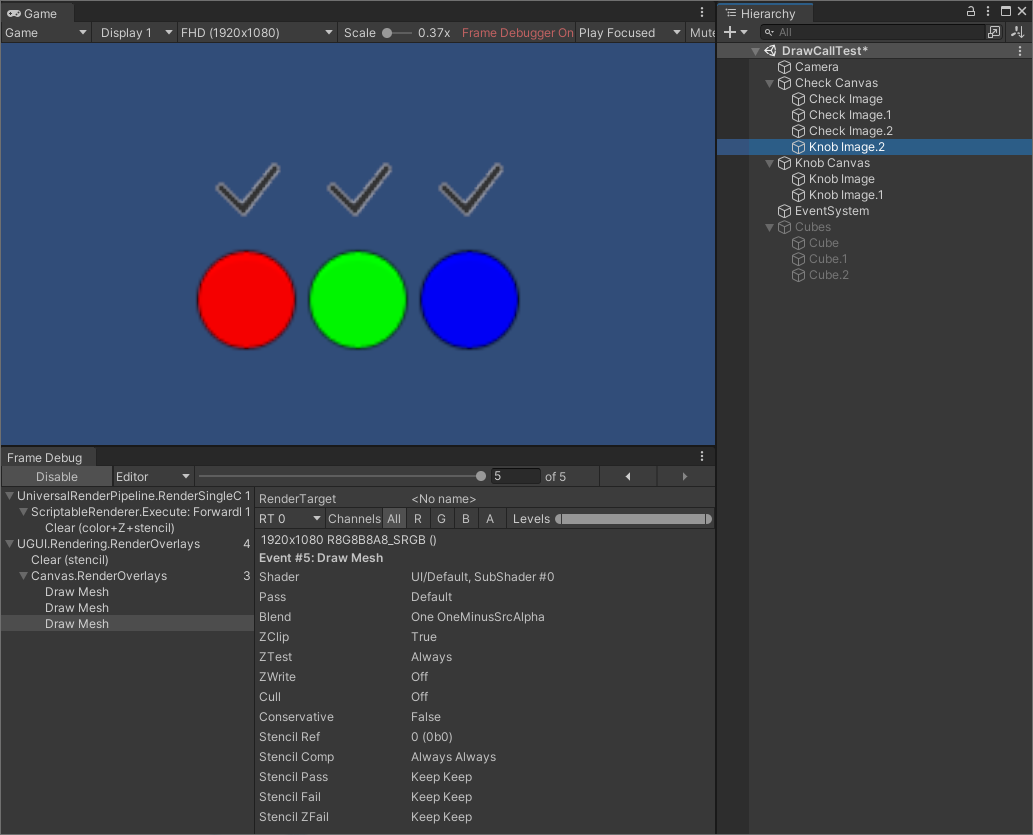 Game
Game Display 1 FHD (1920x1080) Scale 0.37x Frame Debugger On Play Focused Mute
Hierarchy
All
DrawCallTest*
Camera
Check Canvas
Check Image
Check Image.1
Check Image.2
Knob Image.2
Knob Canvas
Knob Image
Knob Image.1
EventSystem
Cubes
Cube
Cube.1
Cube.2
Frame Debug
Disable Editor 5 of 5
UniversalRenderPipeline.RenderSingleC 1
ScriptableRenderer.Execute: Forwardl 1
Clear (color+Z+stencil)
UGUI.Rendering.RenderOverlays 4
Clear (stencil)
Canvas.RenderOverlays 3
Draw Mesh
Draw Mesh
Draw Mesh
RenderTarget <No name>
RT 0 Channels All R G B A Levels
1920x1080 R8G8B8A8_SRGB ()
Event #5: Draw Mesh
Shader UI/Default, SubShader #0
Pass Default
Blend One OneMinusSrcAlpha
ZClip True
ZTest Always
ZWrite Off
Cull Off
Conservative False
Stencil Ref 0 (0b0)
Stencil Comp Always Always
Stencil Pass Keep Keep
Stencil Fail Keep Keep
Stencil ZFail Keep Keep